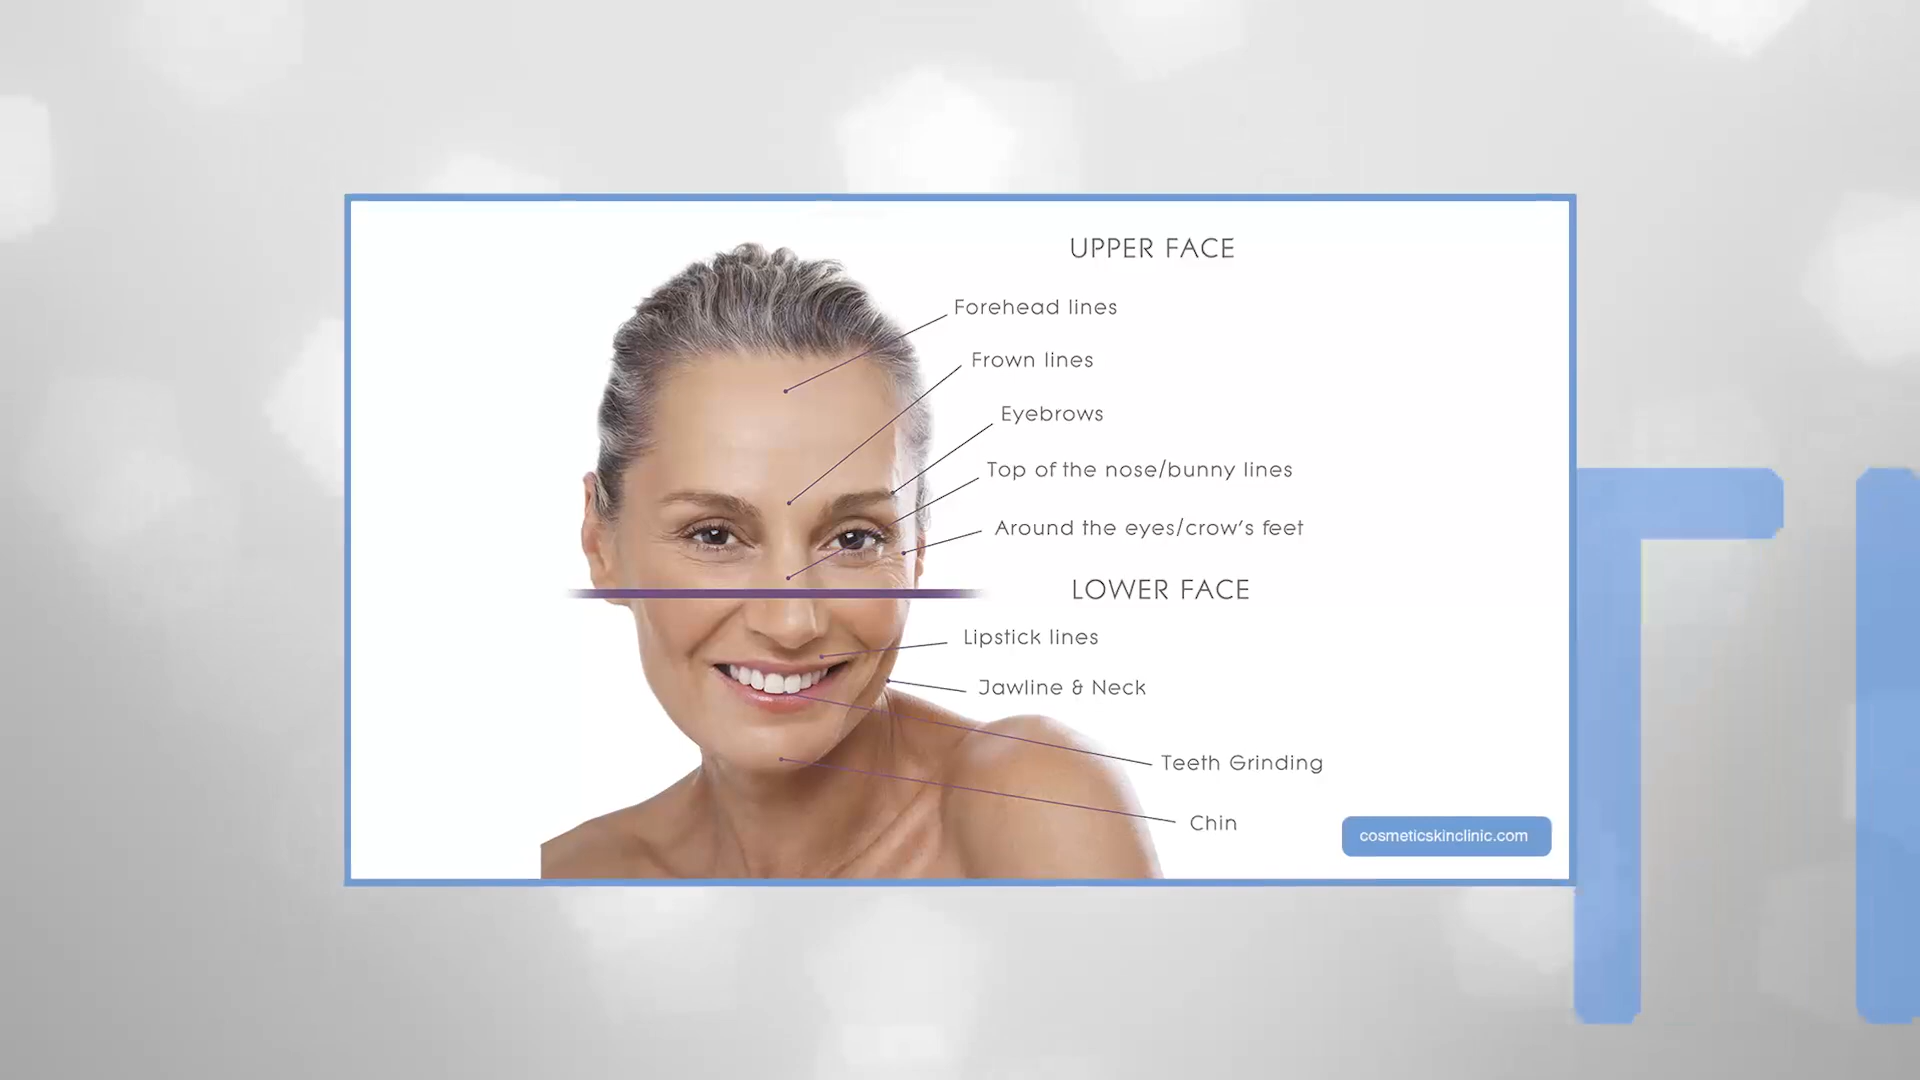 UPPER FACE
Forehead lines
Frown lines
Eyebrows
Top of the nose/bunny lines
Around the eyes/crow's feet
LOWER FACE
Lipstick lines
Jawline & Neck
Teeth Grinding
Chin
cosmeticskinclinic.com